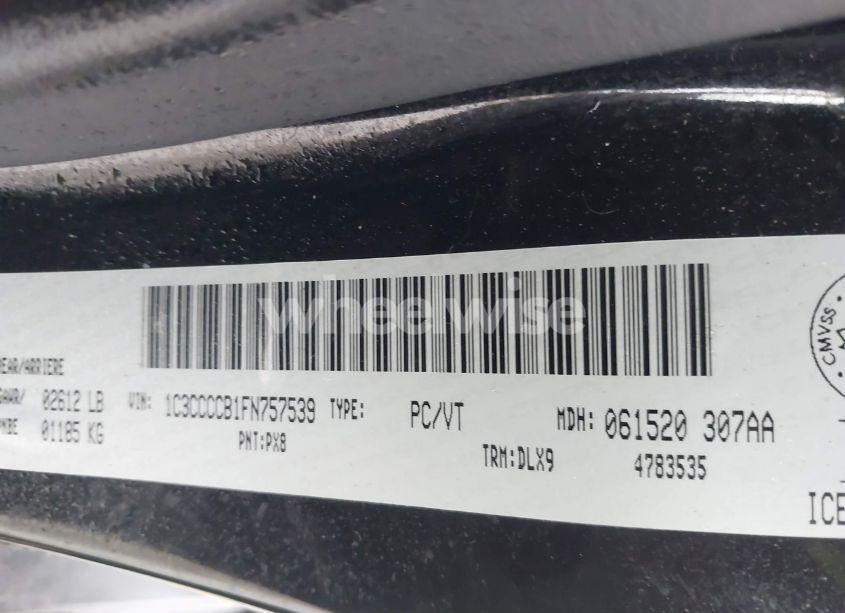 wheelwise
CMVSS
REAR/ARRIERE
GAWR/ 02612 LB VIN: 1C3CCCCB1FN757539 TYPE: PC/VT MDH: 061520 307AA
PNBE 01185 KG PNT:PX8 TRM:DLX9 4783535
ICE